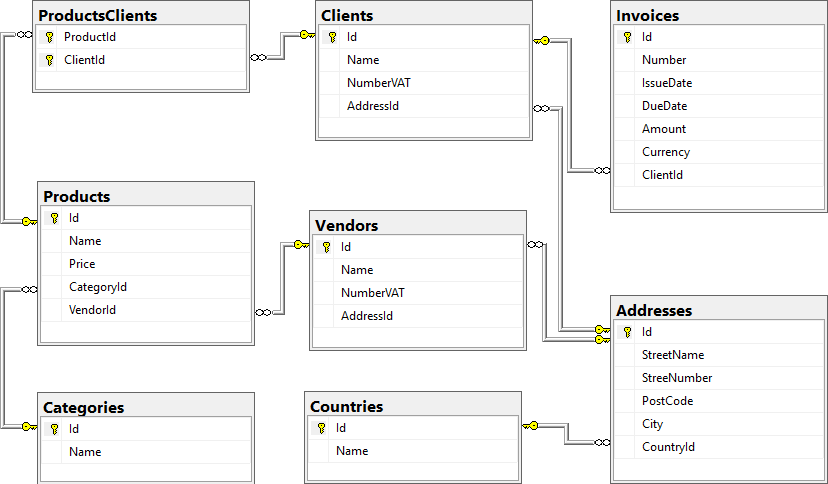 ProductsClients
ProductId
ClientId
Clients
Id
Name
NumberVAT
AddressId
Invoices
Id
Number
IssueDate
DueDate
Amount
Currency
ClientId
Products
Id
Name
Price
CategoryId
VendorId
Vendors
Id
Name
NumberVAT
AddressId
Addresses
Id
StreetName
StreeNumber
PostCode
City
CountryId
Categories
Id
Name
Countries
Id
Name